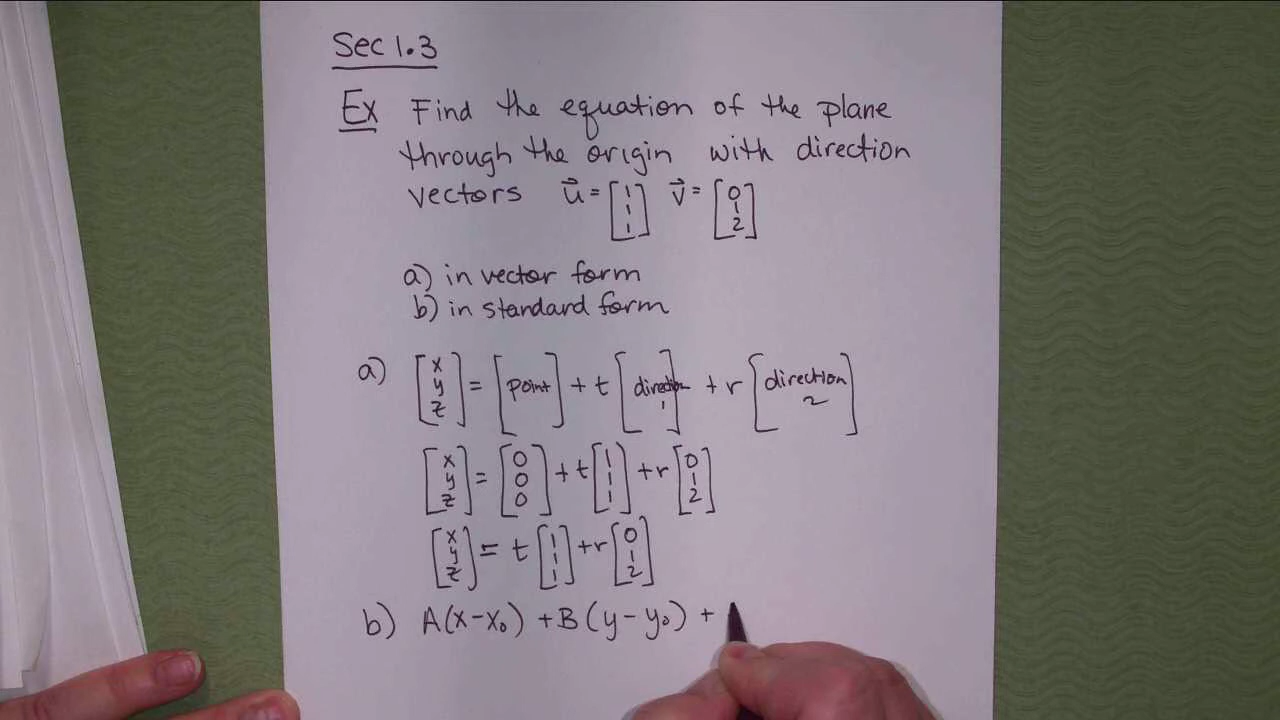 Sec 1.3
Ex Find the equation of the plane
through the origin with direction
vectors u⃗ = [1 1 1] v⃗ = [0 1 2]
a) in vector form
b) in standard form
a) [x y z] = [point] + t [direction 1] + r [direction 2]
[x y z] = [0 0 0] + t [1 1 1] + r [0 1 2]
[x y z] = t [1 1 1] + r [0 1 2]
b) A(x-x₀) + B(y-y₀) +